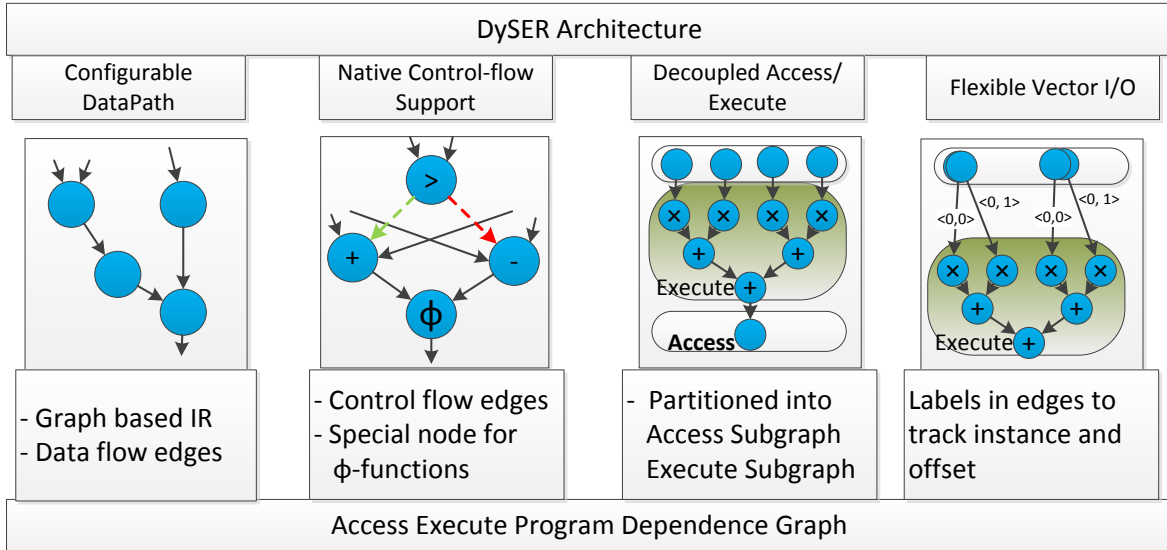 DySER Architecture
Configurable
DataPath
Native Control-flow
Support
Decoupled Access/
Execute
Flexible Vector I/O
>
+
-
ϕ
× × × ×
+ +
Execute +
Access
<0,0> <0, 1> <0,0> <0, 1>
× × × ×
+ +
Execute +
- Graph based IR
- Data flow edges
- Control flow edges
- Special node for
ϕ-functions
- Partitioned into
Access Subgraph
Execute Subgraph
Labels in edges to
track instance and
offset
Access Execute Program Dependence Graph